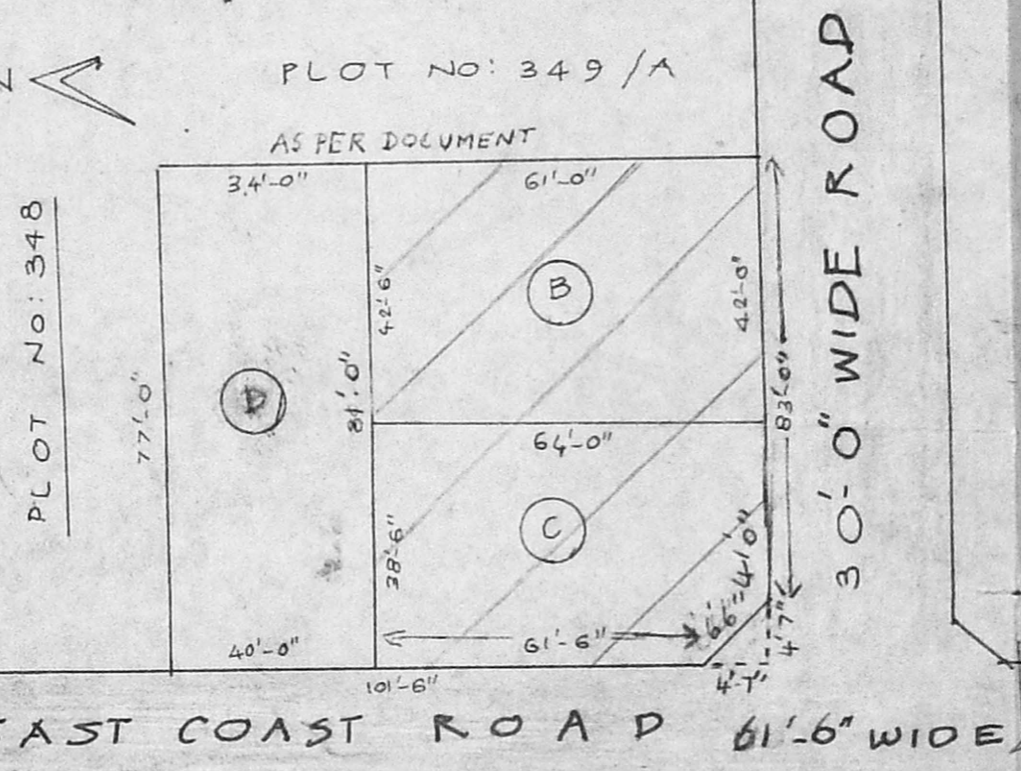 N
PLOT NO: 349/A
AS PER DOCUMENT
34'-0"
61'-0"
PLOT NO: 348
77'-0"
D
81'-0"
42'-6"
B
42'-0"
83'-0"
30'-0" WIDE ROAD
64'-0"
C
38'-6"
41'0"
61'-6"
6'6"
4'7"
40'-0"
101'-6"
4'-7"
EAST COAST ROAD 61'-6" WIDE